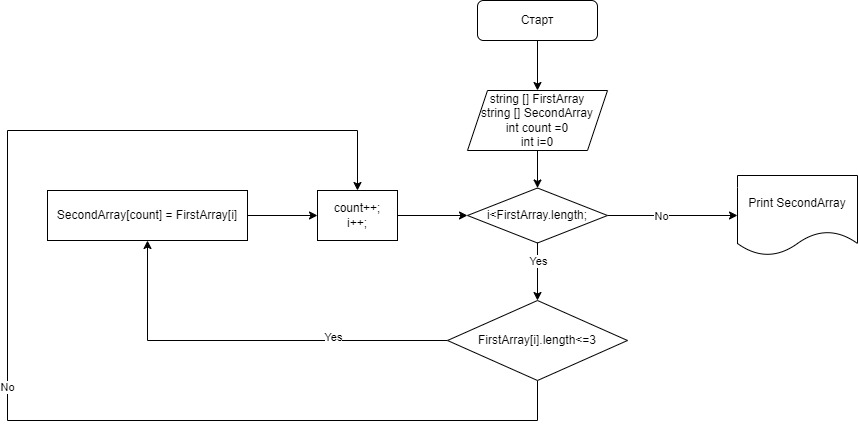 Старт
string [] FirstArray
string [] SecondArray
int count =0
int i=0
SecondArray[count] = FirstArray[i]
count++;
i++;
i<FirstArray.length;
No
Print SecondArray
Yes
FirstArray[i].length<=3
Yes
No